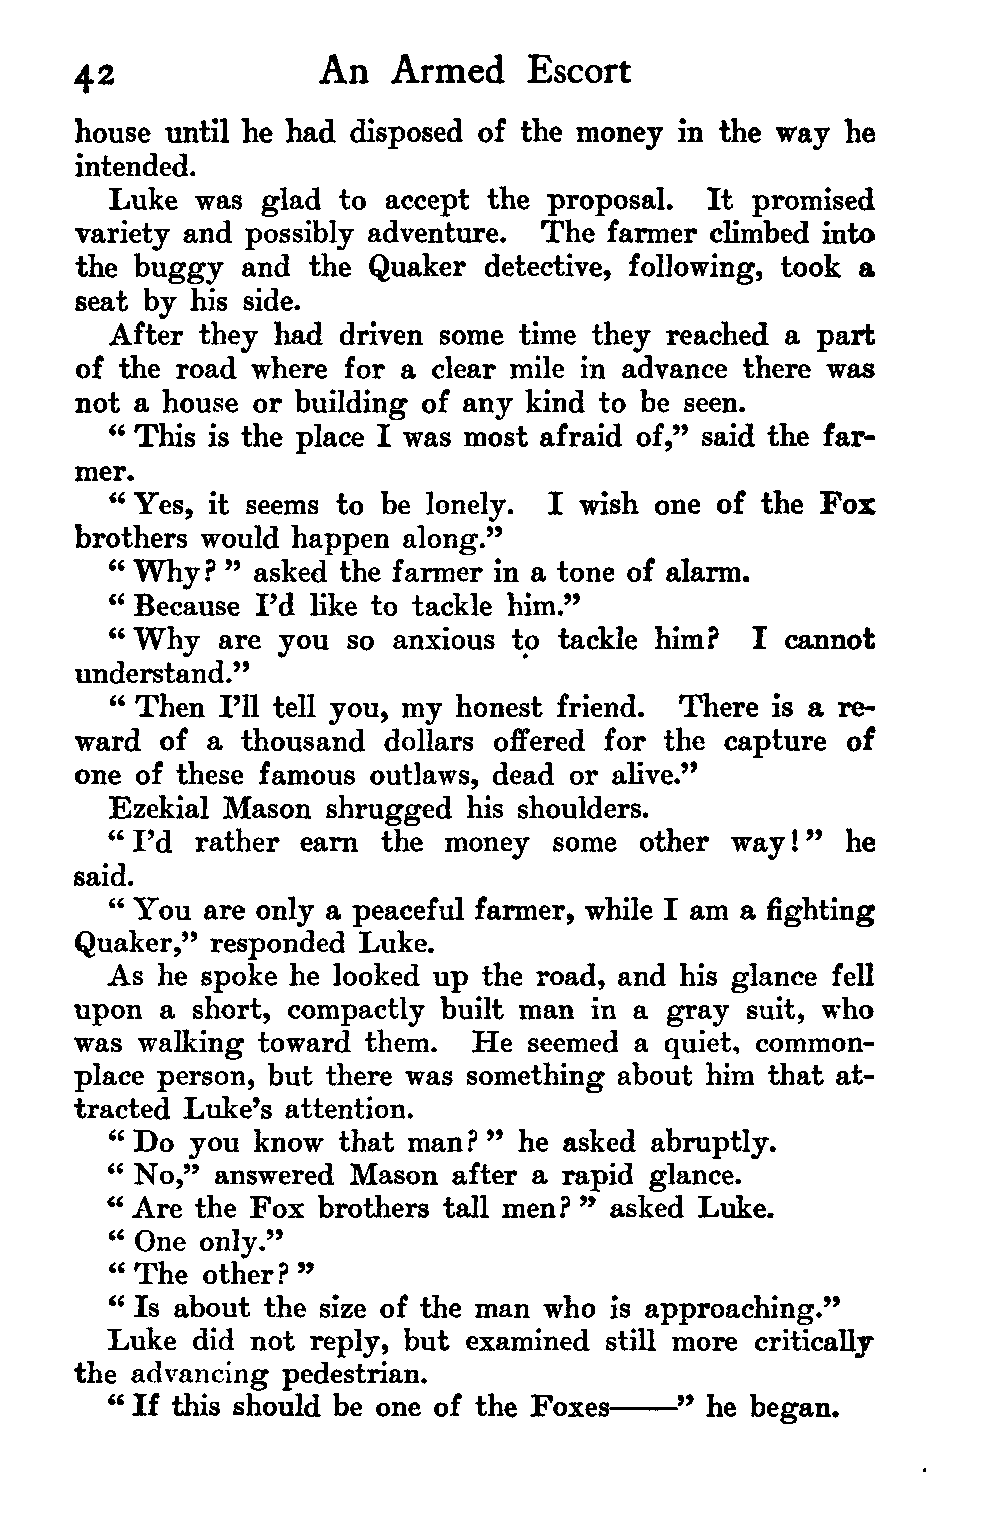 42 An Armed Escort
house until he had disposed of the money in the way he
intended.
Luke was glad to accept the proposal. It promised
variety and possibly adventure. The farmer climbed into
the buggy and the Quaker detective, following, took a
seat by his side.
After they had driven some time they reached a part
of the road where for a clear mile in advance there was
not a house or building of any kind to be seen.
“ This is the place I was most afraid of,” said the far-
mer.
“ Yes, it seems to be lonely. I wish one of the Fox
brothers would happen along.”
“ Why? ” asked the farmer in a tone of alarm.
“ Because I’d like to tackle him.”
“ Why are you so anxious to tackle him? I cannot
understand.”
“ Then I’ll tell you, my honest friend. There is a re-
ward of a thousand dollars offered for the capture of
one of these famous outlaws, dead or alive.”
Ezekial Mason shrugged his shoulders.
“ I’d rather earn the money some other way! ” he
said.
“ You are only a peaceful farmer, while I am a fighting
Quaker,” responded Luke.
As he spoke he looked up the road, and his glance fell
upon a short, compactly built man in a gray suit, who
was walking toward them. He seemed a quiet, common-
place person, but there was something about him that at-
tracted Luke’s attention.
“ Do you know that man? ” he asked abruptly.
“ No,” answered Mason after a rapid glance.
“ Are the Fox brothers tall men? ” asked Luke.
“ One only.”
“ The other? ”
“ Is about the size of the man who is approaching.”
Luke did not reply, but examined still more critically
the advancing pedestrian.
“ If this should be one of the Foxes——” he began.